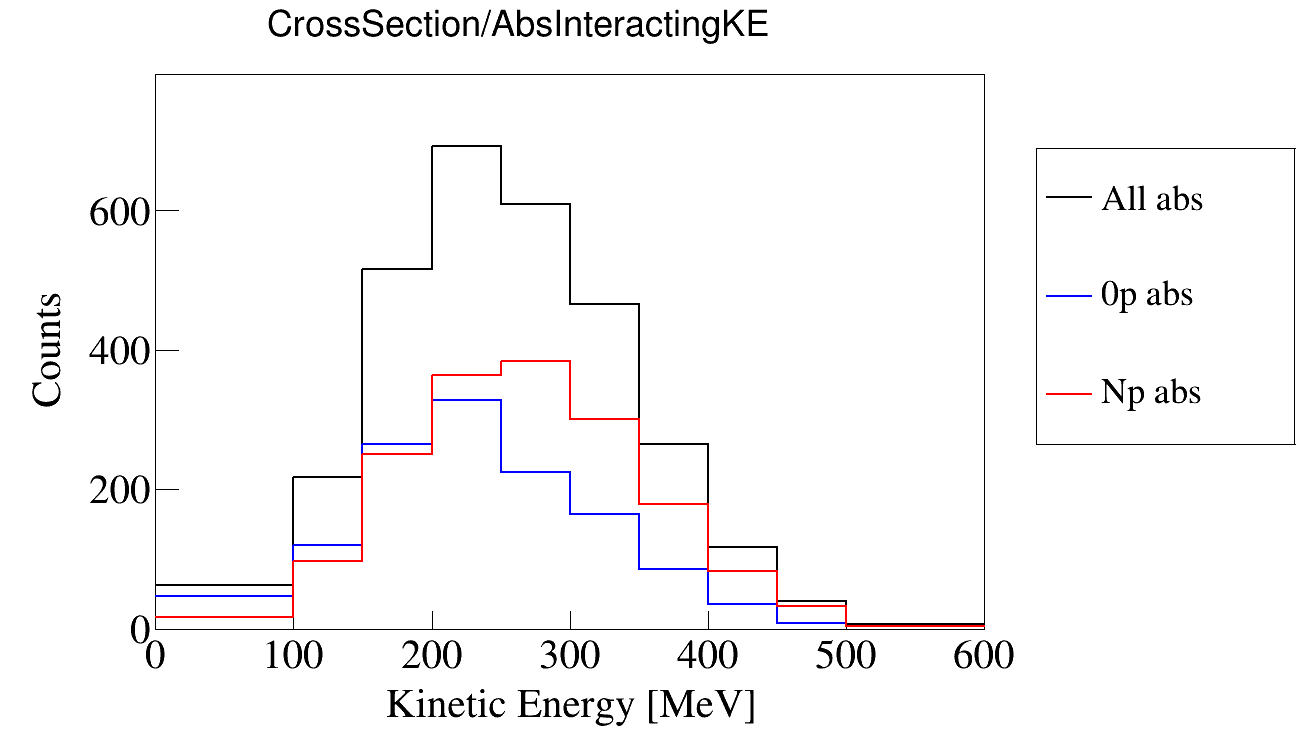 CrossSection/AbsInteractingKE
Counts
600
400
200
0
0 100 200 300 400 500 600
Kinetic Energy [MeV]
All abs
0p abs
Np abs